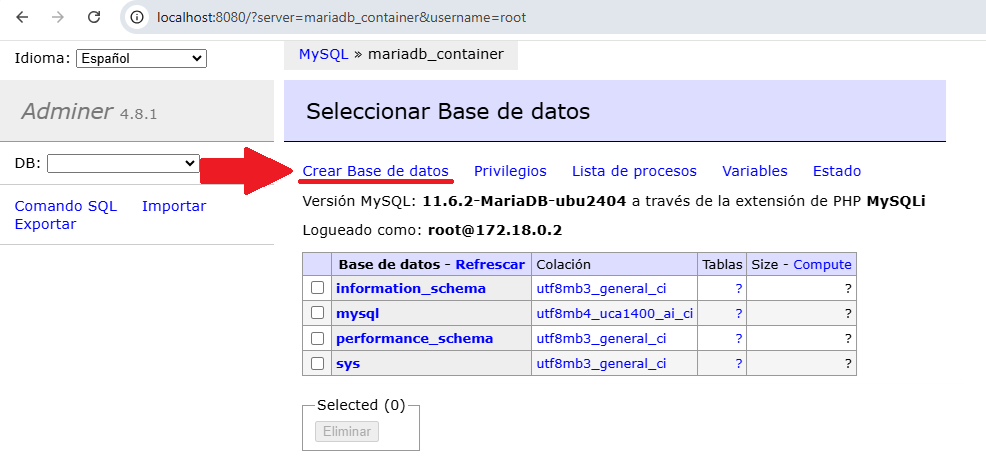 localhost:8080/?server=mariadb_container&username=root
Idioma: Español
MySQL » mariadb_container
Adminer 4.8.1
Seleccionar Base de datos
DB:
Crear Base de datos Privilegios Lista de procesos Variables Estado
Comando SQL Importar
Exportar
Versión MySQL: 11.6.2-MariaDB-ubu2404 a través de la extensión de PHP MySQLi
Logueado como: root@172.18.0.2
Base de datos - Refrescar Colación Tablas Size - Compute
information_schema utf8mb3_general_ci ? ?
mysql utf8mb4_uca1400_ai_ci ? ?
performance_schema utf8mb3_general_ci ? ?
sys utf8mb3_general_ci ? ?
Selected (0)
Eliminar